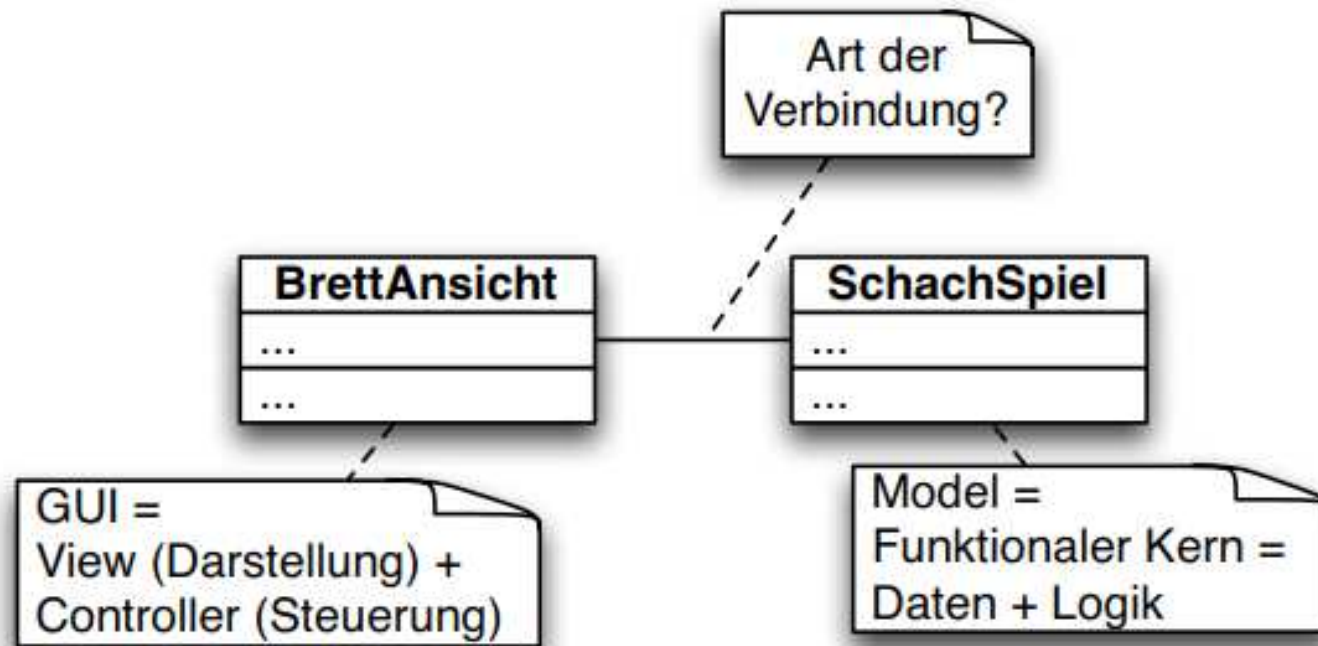 Art der
Verbindung?
BrettAnsicht
...
...
SchachSpiel
...
...
GUI =
View (Darstellung) +
Controller (Steuerung)
Model =
Funktionaler Kern =
Daten + Logik